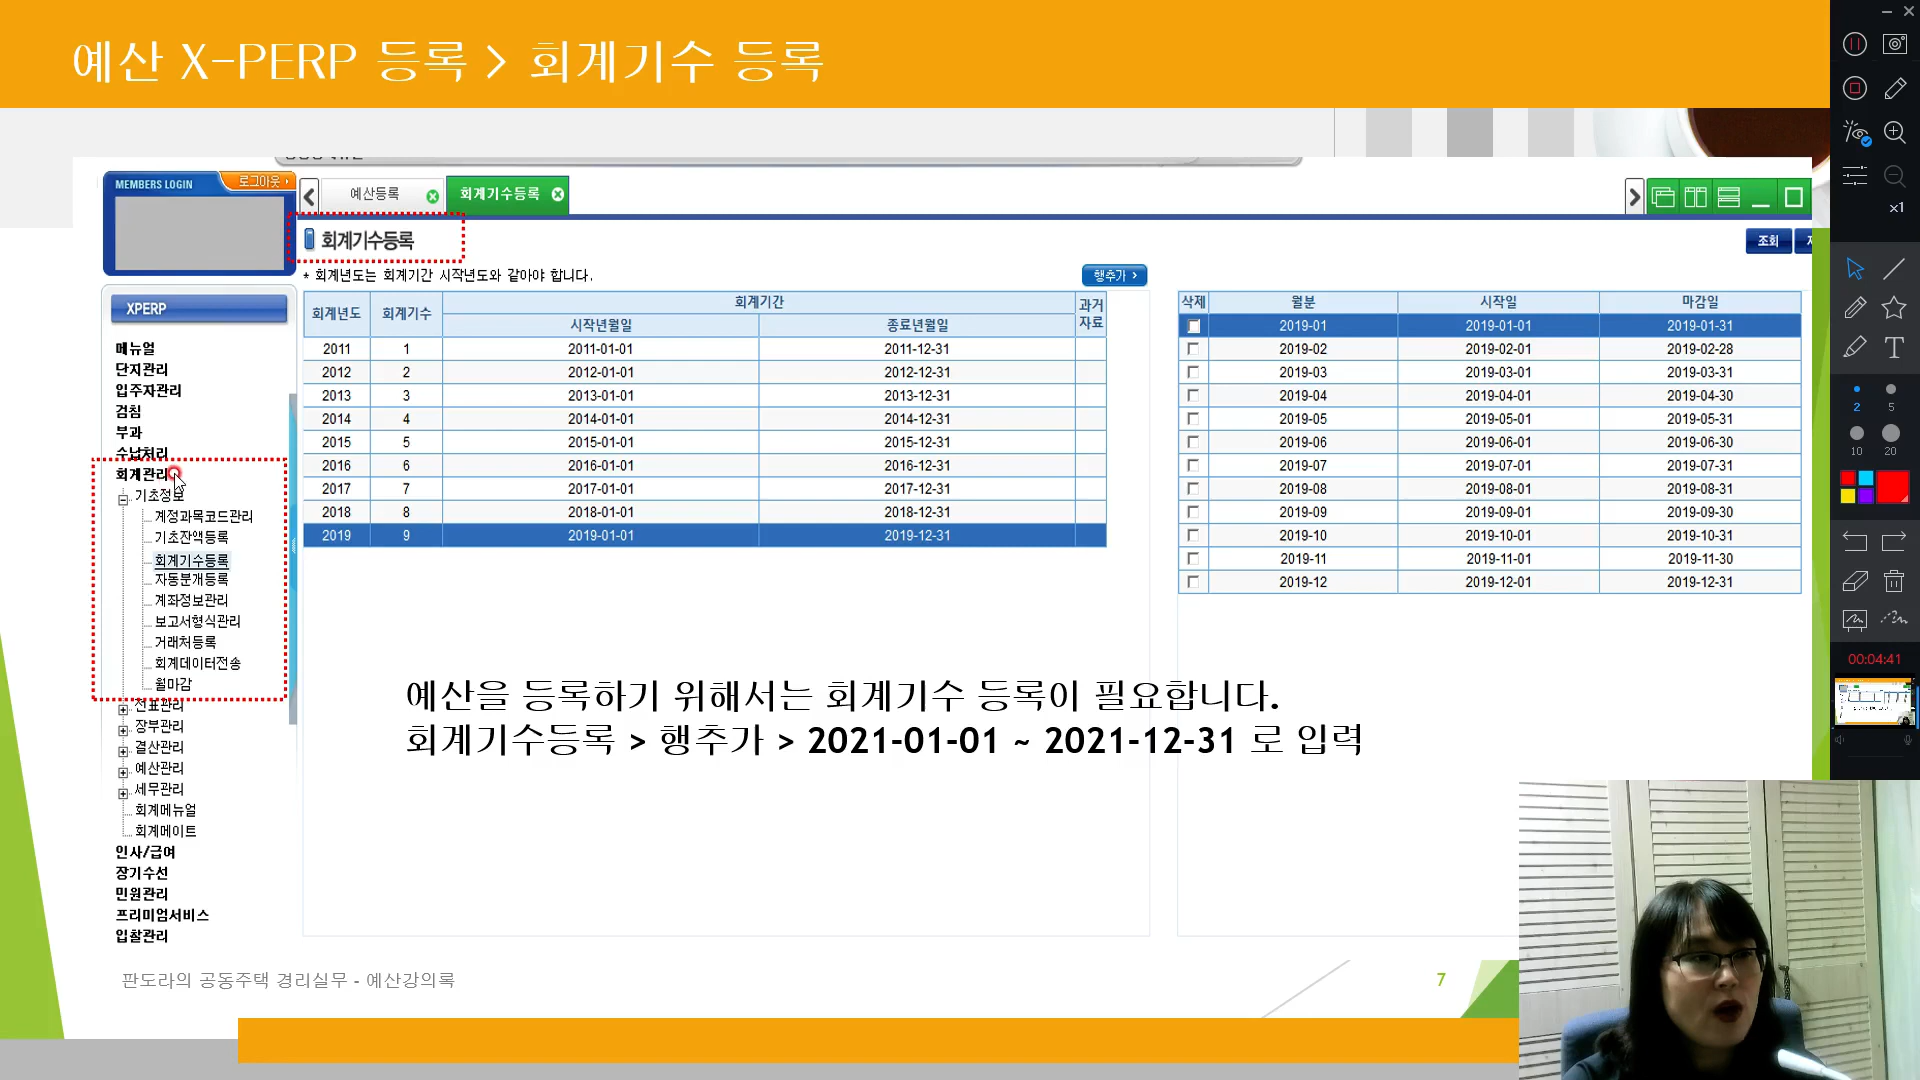 예산 X-PERP 등록 > 회계기수 등록
MEMBERS LOGIN
로그아웃
예산등록
회계기수등록
회계기수등록
조회
* 회계년도는 회계기간 시작년도와 같아야 합니다.
행추가
회계년도 회계기수 회계기간 과거자료
시작년월일 종료년월일
2011 1 2011-01-01 2011-12-31
2012 2 2012-01-01 2012-12-31
2013 3 2013-01-01 2013-12-31
2014 4 2014-01-01 2014-12-31
2015 5 2015-01-01 2015-12-31
2016 6 2016-01-01 2016-12-31
2017 7 2017-01-01 2017-12-31
2018 8 2018-01-01 2018-12-31
2019 9 2019-01-01 2019-12-31
삭제 월분 시작일 마감일
2019-01 2019-01-01 2019-01-31
2019-02 2019-02-01 2019-02-28
2019-03 2019-03-01 2019-03-31
2019-04 2019-04-01 2019-04-30
2019-05 2019-05-01 2019-05-31
2019-06 2019-06-01 2019-06-30
2019-07 2019-07-01 2019-07-31
2019-08 2019-08-01 2019-08-31
2019-09 2019-09-01 2019-09-30
2019-10 2019-10-01 2019-10-31
2019-11 2019-11-01 2019-11-30
2019-12 2019-12-01 2019-12-31
XPERP
메뉴얼
단지관리
입주자관리
검침
부과
수납처리
회계관리
기초정보
계정과목코드관리
기초잔액등록
회계기수등록
자동분개등록
계좌정보관리
보고서형식관리
거래처등록
회계데이터전송
월마감
전표관리
장부관리
결산관리
예산관리
세무관리
회계메뉴얼
회계메이트
인사/급여
장기수선
민원관리
프리미엄서비스
입찰관리
예산을 등록하기 위해서는 회계기수 등록이 필요합니다.
회계기수등록 > 행추가 > 2021-01-01 ~ 2021-12-31 로 입력
판도라의 공동주택 경리실무 - 예산강의록
7
x1
T
2 5
10 20
00:04:41